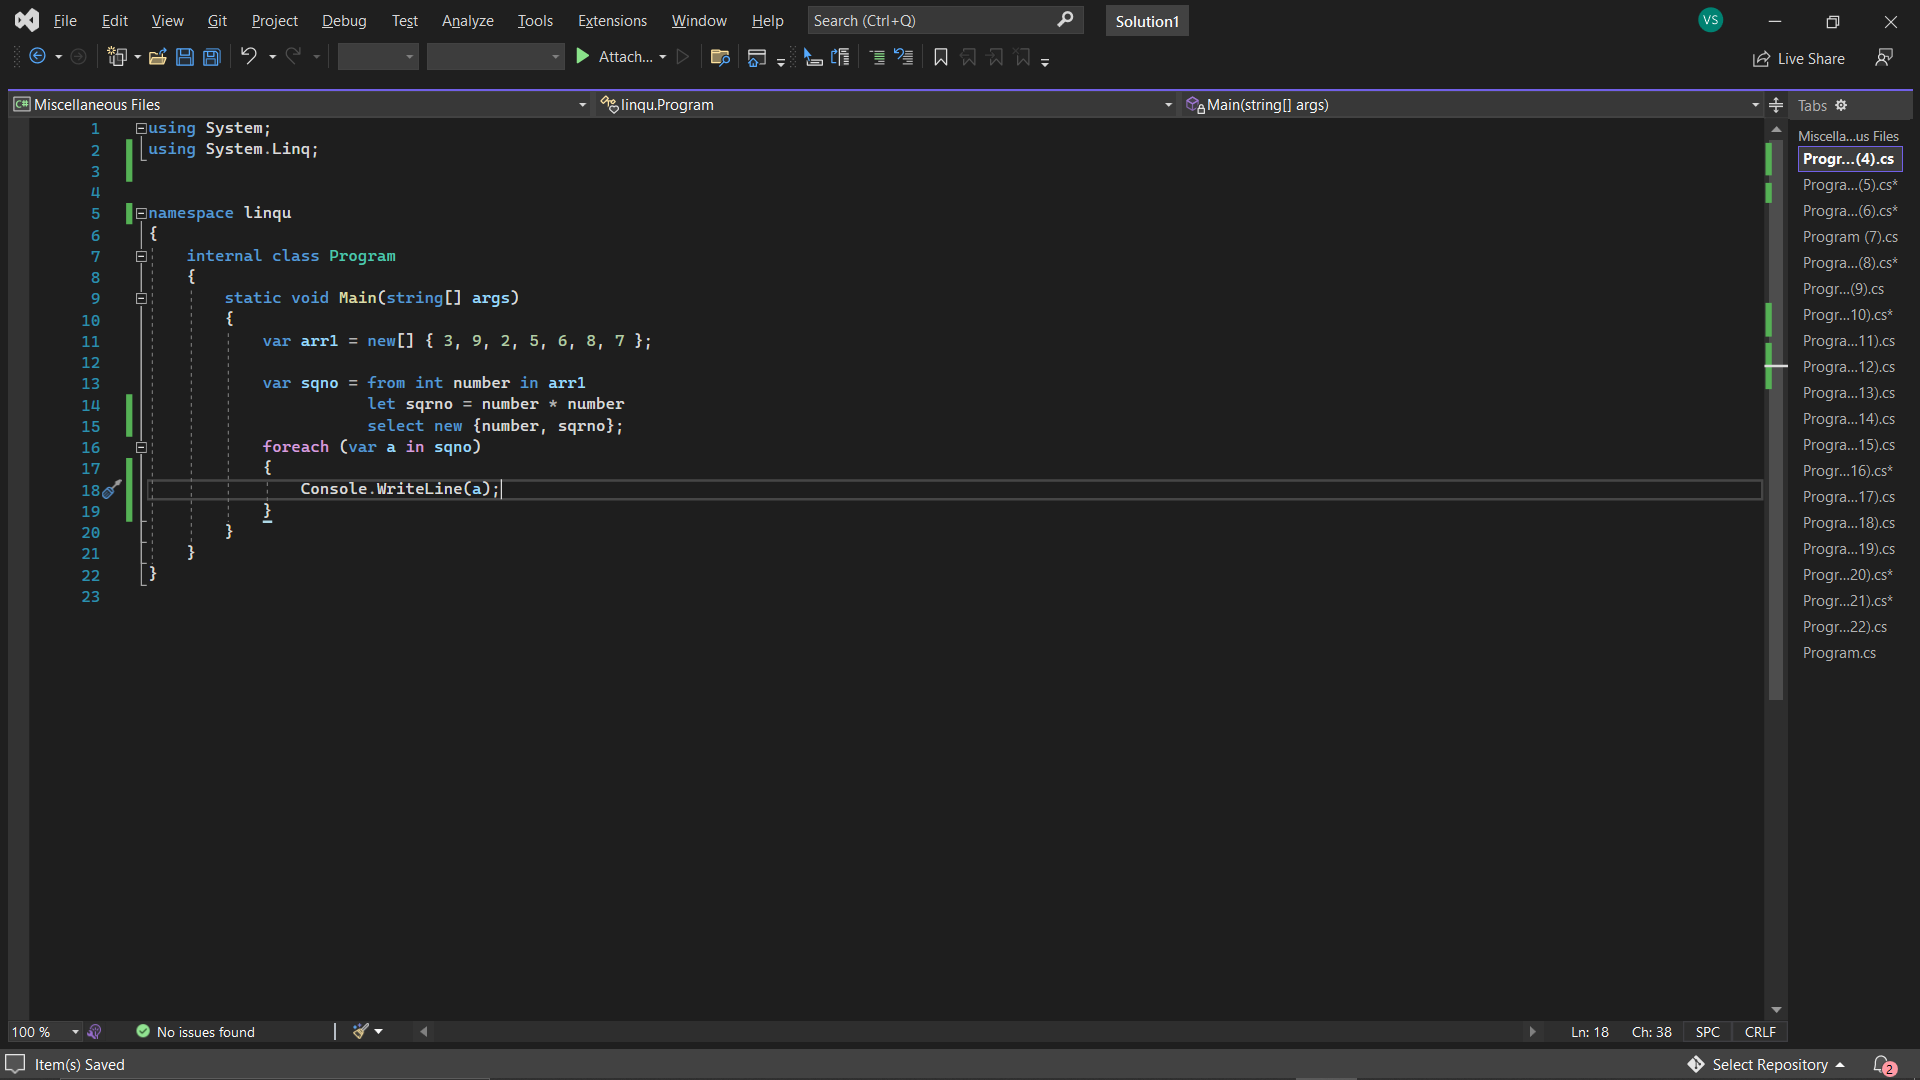 File Edit View Git Project Debug Test Analyze Tools Extensions Window Help Search (Ctrl+Q) Solution1 VS
Attach... Live Share
C# Miscellaneous Files linqu.Program Main(string[] args) Tabs
Miscella...us Files
Progr...(4).cs
Progra...(5).cs*
Progra...(6).cs*
Program (7).cs
Progra...(8).cs*
Progr...(9).cs
Progr...10).cs*
Progra...11).cs
Progra...12).cs
Progra...13).cs
Progra...14).cs
Progra...15).cs
Progr...16).cs*
Progra...17).cs
Progra...18).cs
Progra...19).cs
Progr...20).cs*
Progr...21).cs*
Progr...22).cs
Program.cs
1 using System;
2 using System.Linq;
3
4
5 namespace linqu
6 {
7 internal class Program
8 {
9 static void Main(string[] args)
10 {
11 var arr1 = new[] { 3, 9, 2, 5, 6, 8, 7 };
12
13 var sqno = from int number in arr1
14 let sqrno = number * number
15 select new {number, sqrno};
16 foreach (var a in sqno)
17 {
18 Console.WriteLine(a);
19 }
20 }
21 }
22 }
23
100 % No issues found Ln: 18 Ch: 38 SPC CRLF
Item(s) Saved Select Repository 2